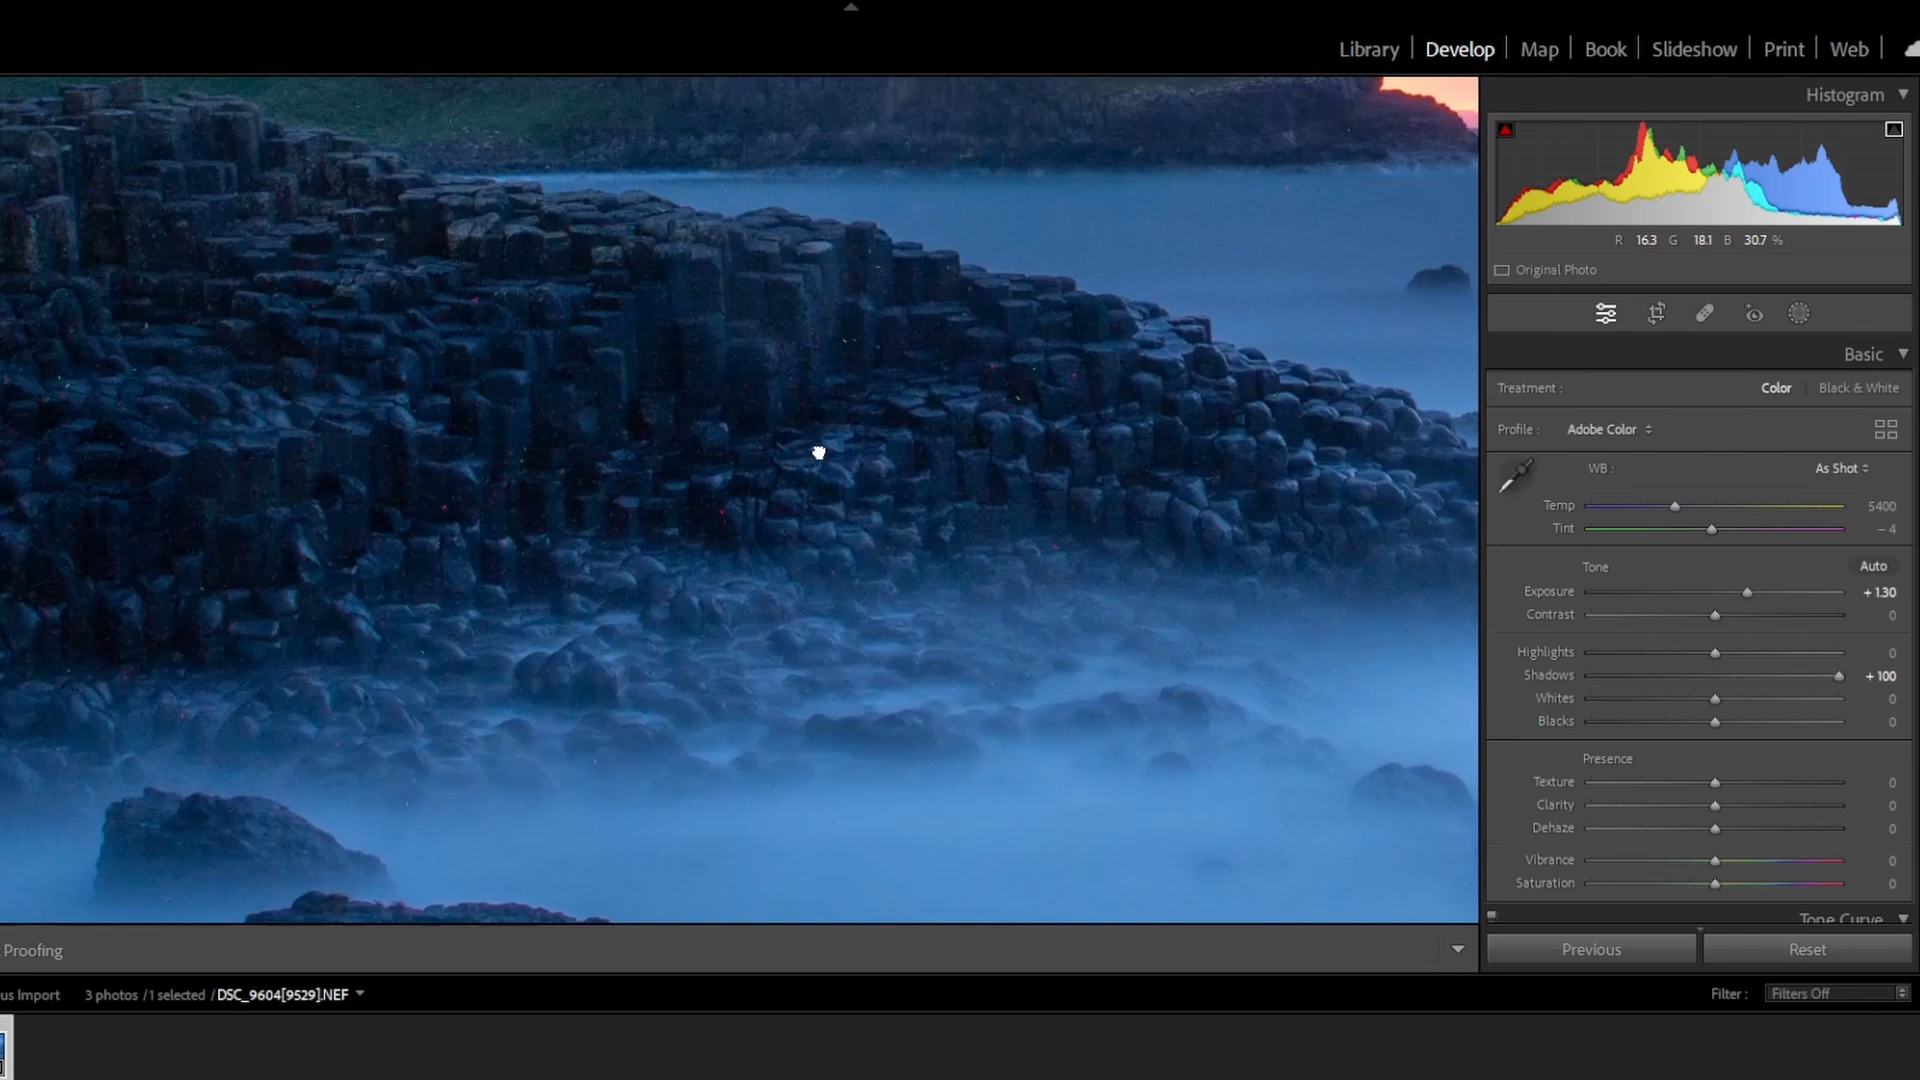 Library | Develop | Map | Book | Slideshow | Print | Web |
Histogram
R 16.3 G 18.1 B 30.7 %
Original Photo
Basic
Treatment : Color | Black & White
Profile : Adobe Color
WB : As Shot
Temp 5400
Tint – 4
Tone Auto
Exposure + 1.30
Contrast 0
Highlights 0
Shadows + 100
Whites 0
Blacks 0
Presence
Texture 0
Clarity 0
Dehaze 0
Vibrance 0
Saturation 0
Tone Curve
Proofing Previous Reset
us Import 3 photos / 1 selected / DSC_9604[9529].NEF Filter : Filters Off